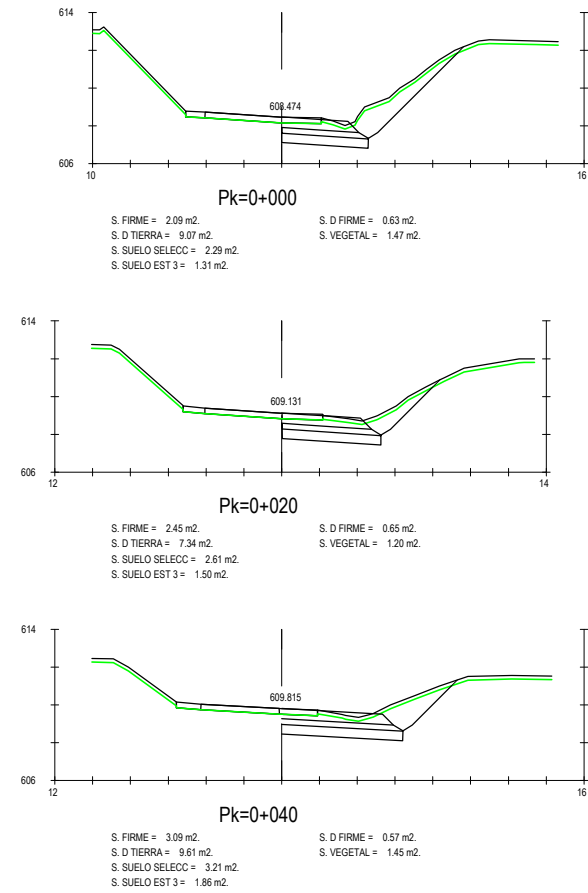 614
608.474
606
10
16
Pk=0+000
S. FIRME = 2.09 m2.
S. D FIRME = 0.63 m2.
S. D TIERRA = 9.07 m2.
S. VEGETAL = 1.47 m2.
S. SUELO SELECC = 2.29 m2.
S. SUELO EST 3 = 1.31 m2.
614
609.131
606
12
14
Pk=0+020
S. FIRME = 2.45 m2.
S. D FIRME = 0.65 m2.
S. D TIERRA = 7.34 m2.
S. VEGETAL = 1.20 m2.
S. SUELO SELECC = 2.61 m2.
S. SUELO EST 3 = 1.50 m2.
614
609.815
606
12
16
Pk=0+040
S. FIRME = 3.09 m2.
S. D FIRME = 0.57 m2.
S. D TIERRA = 9.61 m2.
S. VEGETAL = 1.45 m2.
S. SUELO SELECC = 3.21 m2.
S. SUELO EST 3 = 1.86 m2.